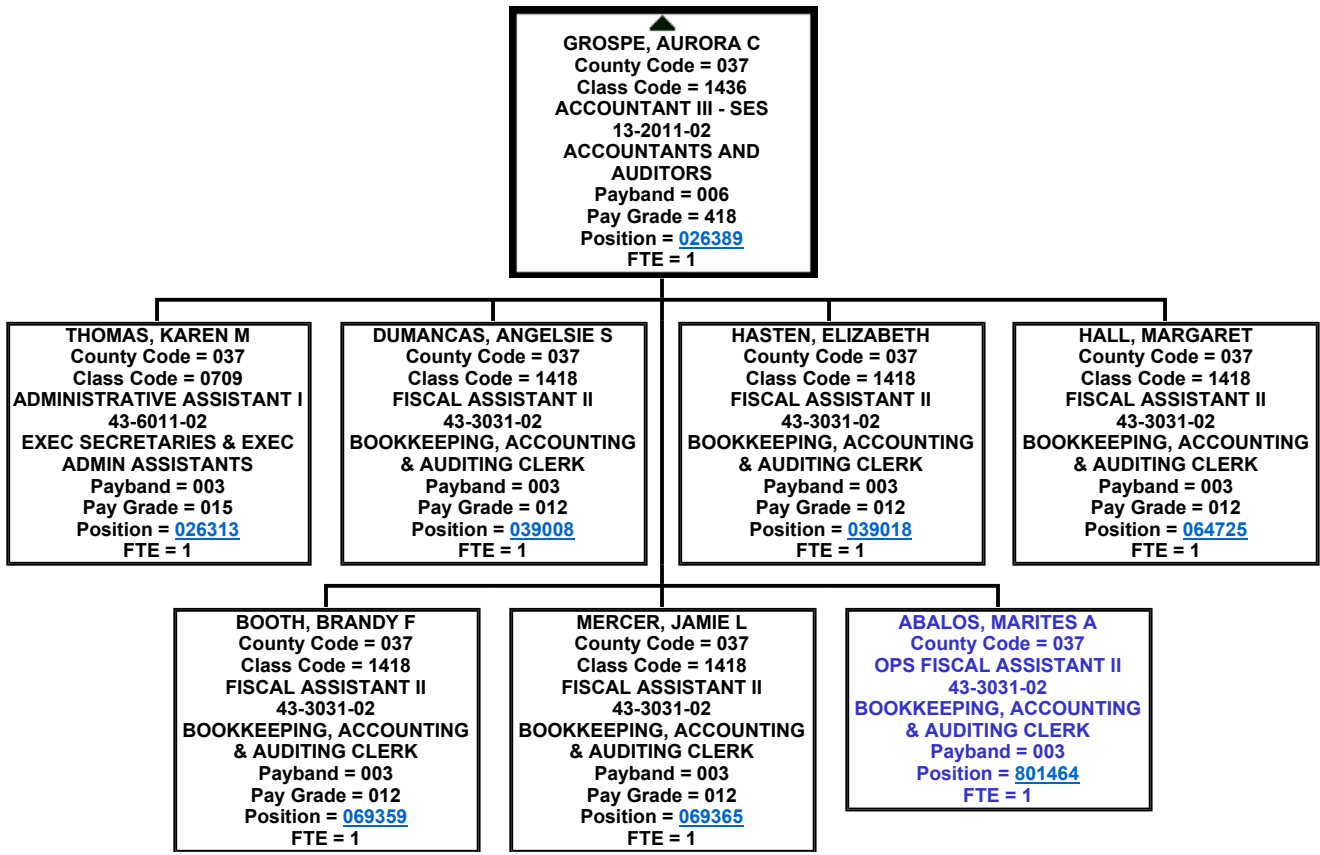 GROSPE, AURORA C
County Code = 037
Class Code = 1436
ACCOUNTANT III - SES
13-2011-02
ACCOUNTANTS AND
AUDITORS
Payband = 006
Pay Grade = 418
Position = 026389
FTE = 1
THOMAS, KAREN M
County Code = 037
Class Code = 0709
ADMINISTRATIVE ASSISTANT I
43-6011-02
EXEC SECRETARIES & EXEC
ADMIN ASSISTANTS
Payband = 003
Pay Grade = 015
Position = 026313
FTE = 1
DUMANCAS, ANGELSIE S
County Code = 037
Class Code = 1418
FISCAL ASSISTANT II
43-3031-02
BOOKKEEPING, ACCOUNTING
& AUDITING CLERK
Payband = 003
Pay Grade = 012
Position = 039008
FTE = 1
HASTEN, ELIZABETH
County Code = 037
Class Code = 1418
FISCAL ASSISTANT II
43-3031-02
BOOKKEEPING, ACCOUNTING
& AUDITING CLERK
Payband = 003
Pay Grade = 012
Position = 039018
FTE = 1
HALL, MARGARET
County Code = 037
Class Code = 1418
FISCAL ASSISTANT II
43-3031-02
BOOKKEEPING, ACCOUNTING
& AUDITING CLERK
Payband = 003
Pay Grade = 012
Position = 064725
FTE = 1
BOOTH, BRANDY F
County Code = 037
Class Code = 1418
FISCAL ASSISTANT II
43-3031-02
BOOKKEEPING, ACCOUNTING
& AUDITING CLERK
Payband = 003
Pay Grade = 012
Position = 069359
FTE = 1
MERCER, JAMIE L
County Code = 037
Class Code = 1418
FISCAL ASSISTANT II
43-3031-02
BOOKKEEPING, ACCOUNTING
& AUDITING CLERK
Payband = 003
Pay Grade = 012
Position = 069365
FTE = 1
ABALOS, MARITES A
County Code = 037
OPS FISCAL ASSISTANT II
43-3031-02
BOOKKEEPING, ACCOUNTING
& AUDITING CLERK
Payband = 003
Position = 801464
FTE = 1